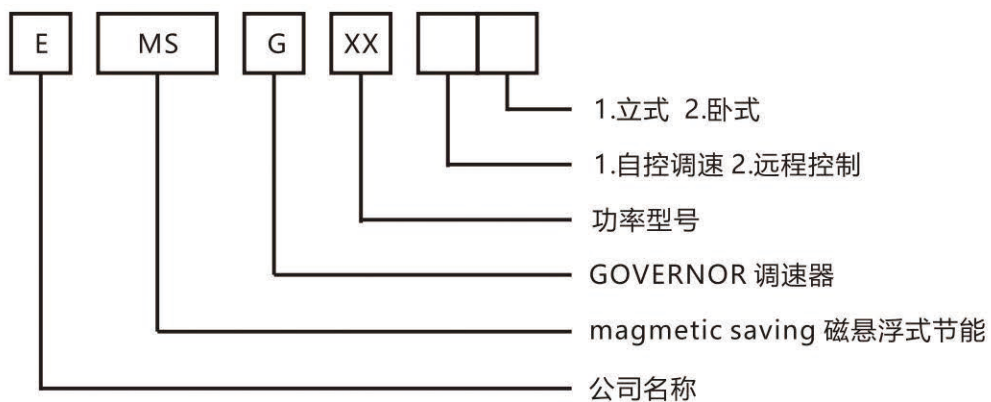 E MS G XX
1.立式 2.卧式
1.自控调速 2.远程控制
功率型号
GOVERNOR 调速器
magmetic saving 磁悬浮式节能
公司名称